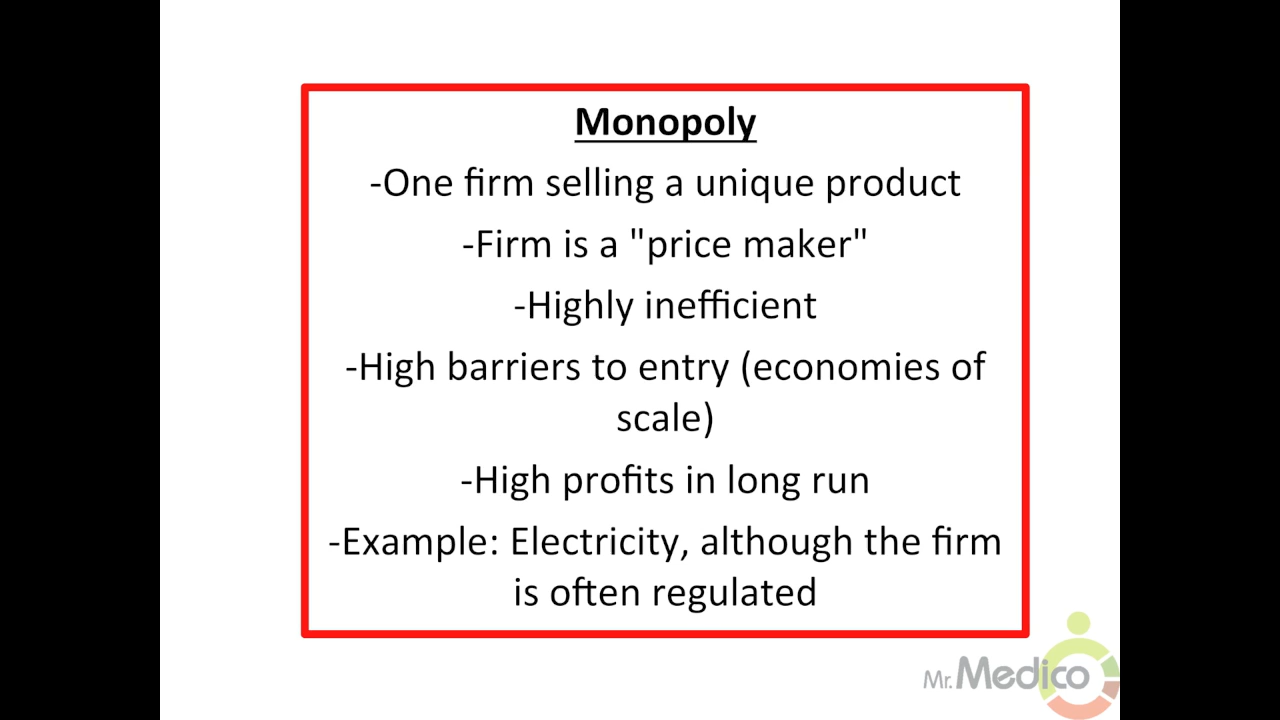 Monopoly
-One firm selling a unique product
-Firm is a "price maker"
-Highly inefficient
-High barriers to entry (economies of
scale)
-High profits in long run
-Example: Electricity, although the firm
is often regulated
Mr. Medico